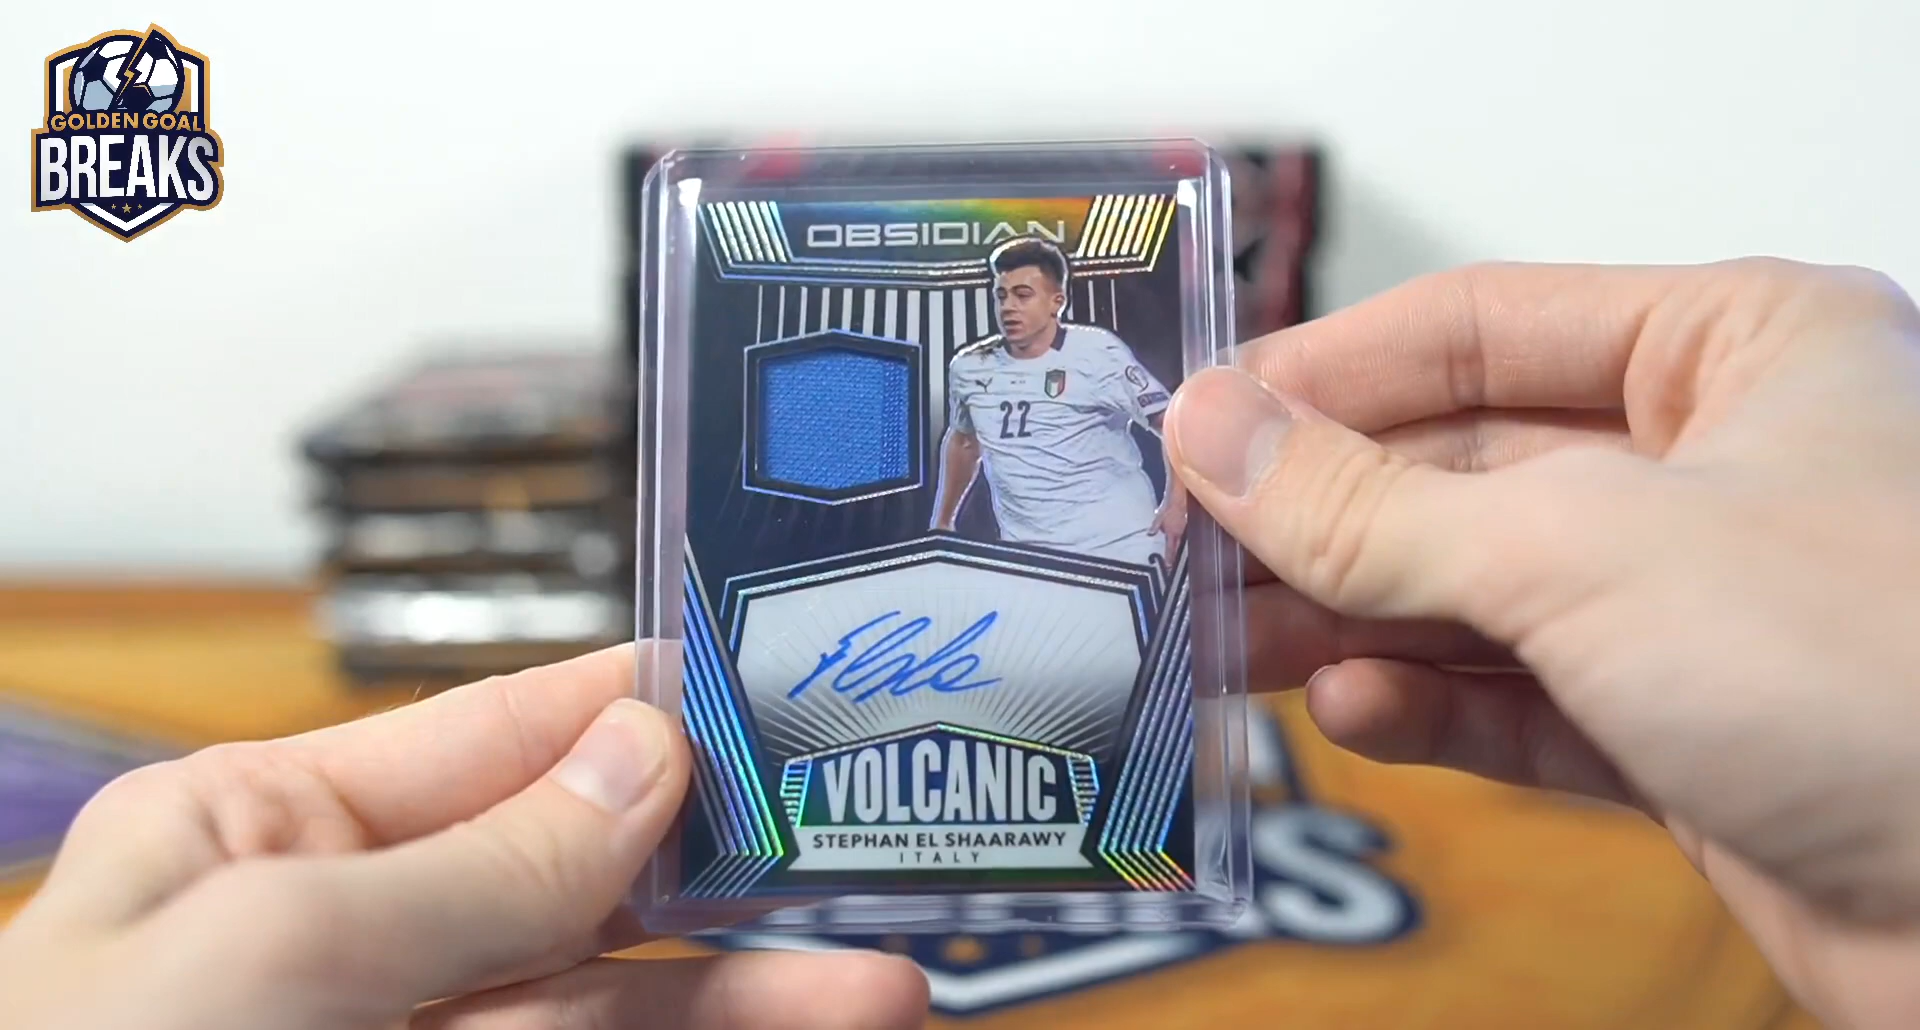 GOLDEN GOAL
BREAKS
OBSIDIAN
22
VOLCANIC
STEPHAN EL SHAARAWY
ITALY